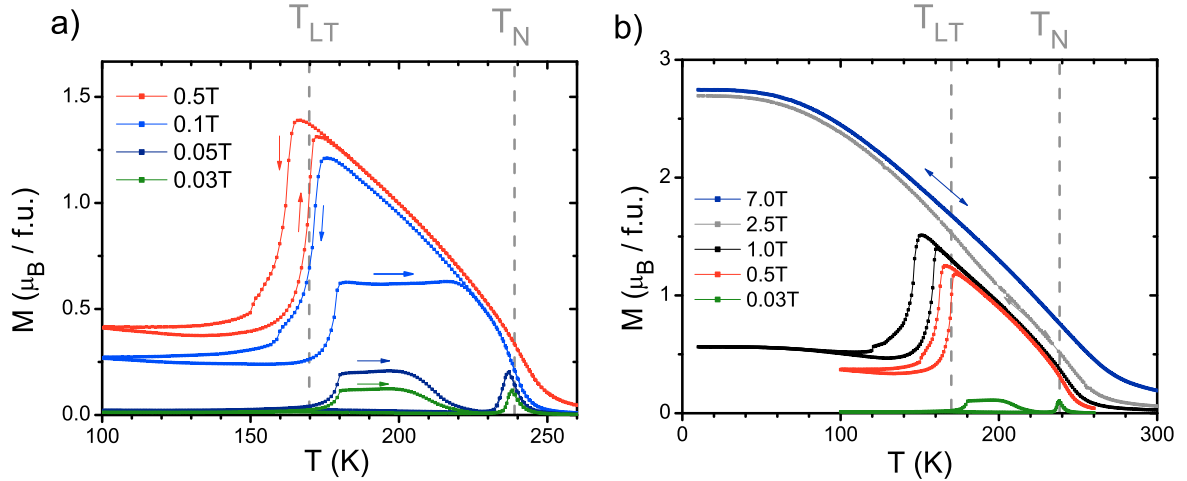 a)
T_LT
T_N
M (μ_B / f.u.)
1.5
1.0
0.5
0.0
0.5T
0.1T
0.05T
0.03T
100
150
200
250
T (K)
b)
T_LT
T_N
M (μ_B / f.u.)
3
2
1
0
7.0T
2.5T
1.0T
0.5T
0.03T
0
100
200
300
T (K)